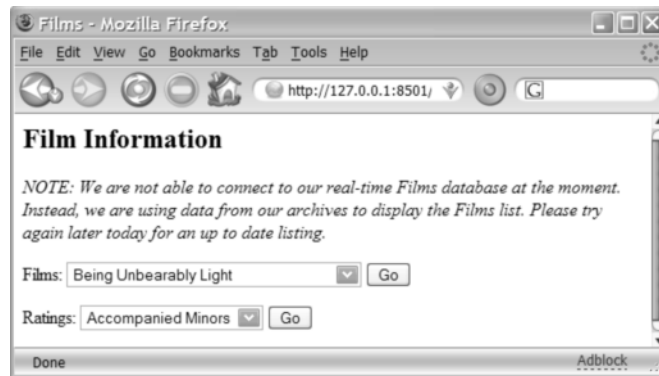 Films - Mozilla Firefox
File Edit View Go Bookmarks Tab Tools Help
http://127.0.0.1:8501/ G
Film Information
NOTE: We are not able to connect to our real-time Films database at the moment.
Instead, we are using data from our archives to display the Films list. Please try
again later today for an up to date listing.
Films: Being Unbearably Light Go
Ratings: Accompanied Minors Go
Done Adblock